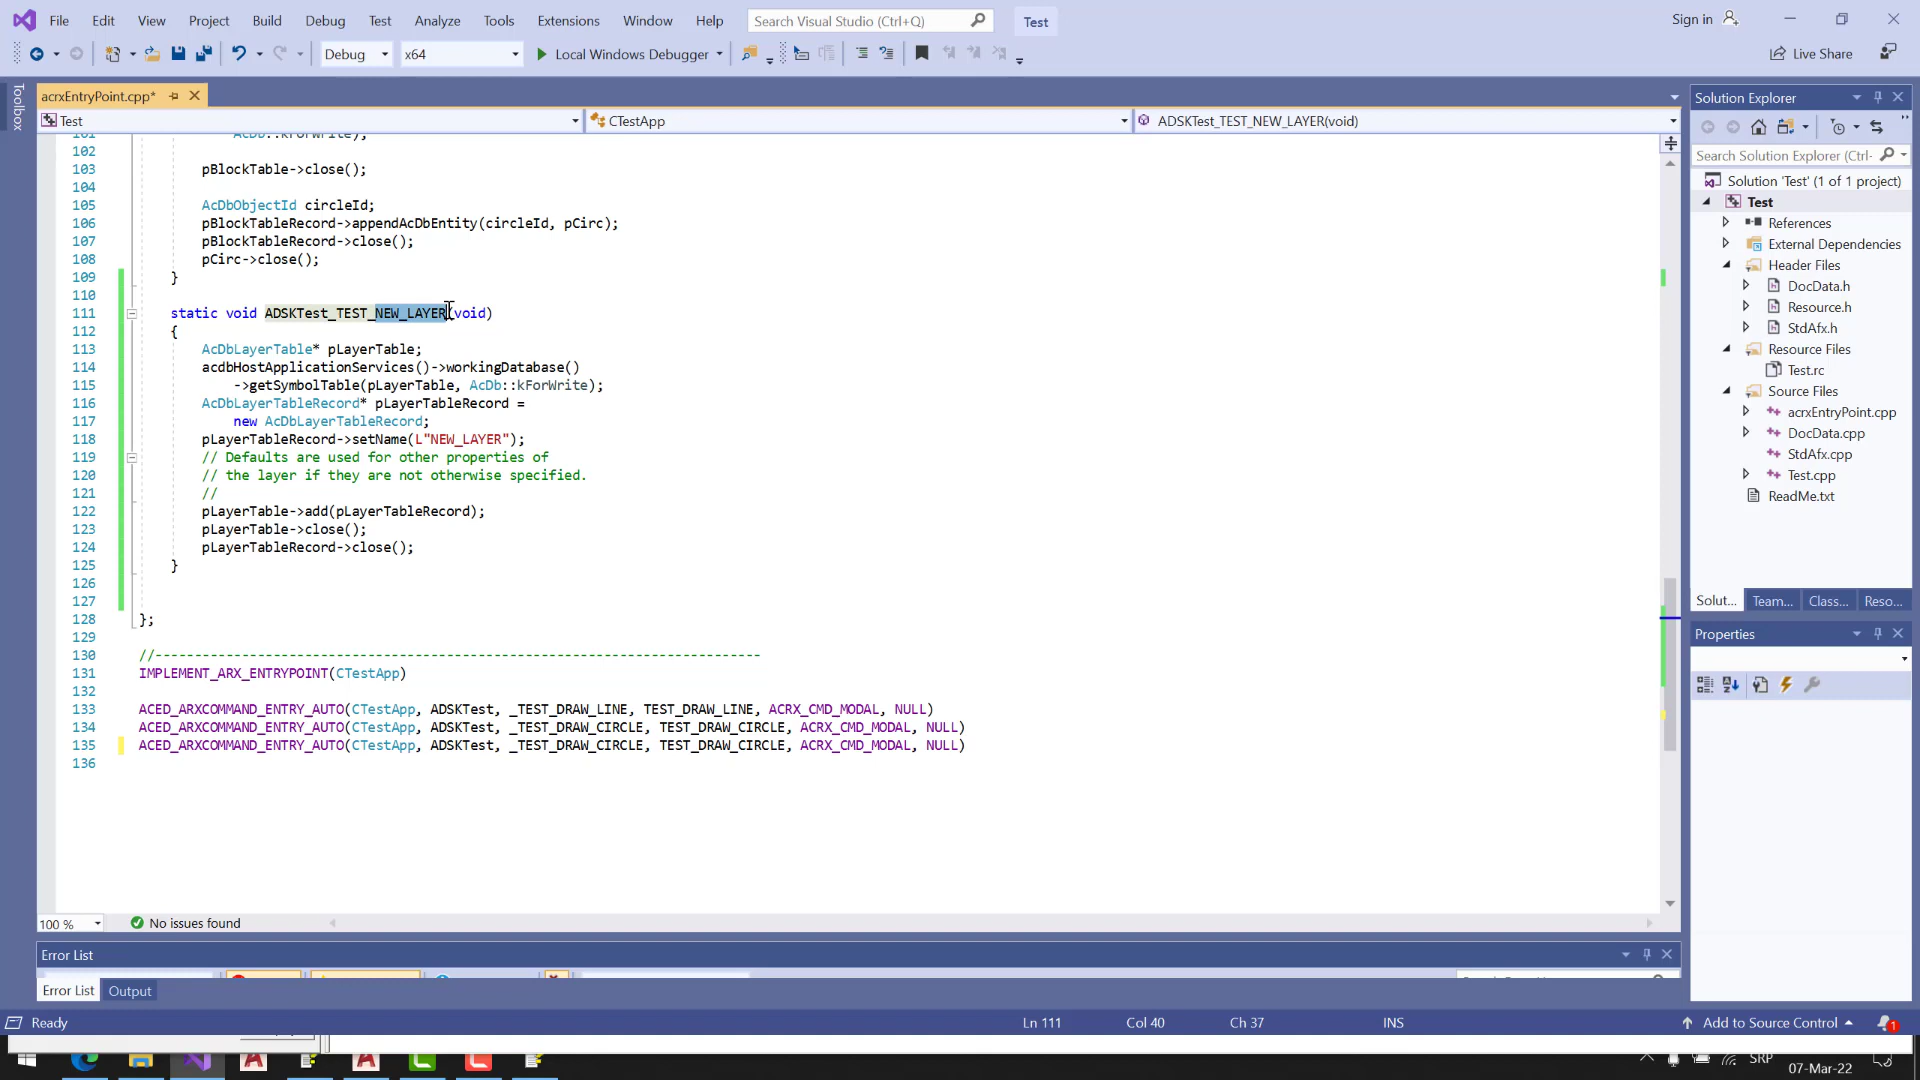 File Edit View Project Build Debug Test Analyze Tools Extensions Window Help Search Visual Studio (Ctrl+Q) Test Sign in
Debug x64 Local Windows Debugger Live Share
Toolbox
acrxEntryPoint.cpp*
Test CTestApp ADSKTest_TEST_NEW_LAYER(void)
101 AcDb::kForWrite);
102
103 pBlockTable->close();
104
105 AcDbObjectId circleId;
106 pBlockTableRecord->appendAcDbEntity(circleId, pCirc);
107 pBlockTableRecord->close();
108 pCirc->close();
109 }
110
111 static void ADSKTest_TEST_NEW_LAYER(void)
112 {
113 AcDbLayerTable* pLayerTable;
114 acdbHostApplicationServices()->workingDatabase()
115 ->getSymbolTable(pLayerTable, AcDb::kForWrite);
116 AcDbLayerTableRecord* pLayerTableRecord =
117 new AcDbLayerTableRecord;
118 pLayerTableRecord->setName(L"NEW_LAYER");
119 // Defaults are used for other properties of
120 // the layer if they are not otherwise specified.
121 //
122 pLayerTable->add(pLayerTableRecord);
123 pLayerTable->close();
124 pLayerTableRecord->close();
125 }
126
127
128 };
129
130 //-----------------------------------------------------------------------------
131 IMPLEMENT_ARX_ENTRYPOINT(CTestApp)
132
133 ACED_ARXCOMMAND_ENTRY_AUTO(CTestApp, ADSKTest, _TEST_DRAW_LINE, TEST_DRAW_LINE, ACRX_CMD_MODAL, NULL)
134 ACED_ARXCOMMAND_ENTRY_AUTO(CTestApp, ADSKTest, _TEST_DRAW_CIRCLE, TEST_DRAW_CIRCLE, ACRX_CMD_MODAL, NULL)
135 ACED_ARXCOMMAND_ENTRY_AUTO(CTestApp, ADSKTest, _TEST_DRAW_CIRCLE, TEST_DRAW_CIRCLE, ACRX_CMD_MODAL, NULL)
136
100 % No issues found
Error List
Error List Output
Ready Ln 111 Col 40 Ch 37 INS Add to Source Control 1
Solution Explorer
Search Solution Explorer (Ctrl-
Solution 'Test' (1 of 1 project)
Test
References
External Dependencies
Header Files
DocData.h
Resource.h
StdAfx.h
Resource Files
Test.rc
Source Files
acrxEntryPoint.cpp
DocData.cpp
StdAfx.cpp
Test.cpp
ReadMe.txt
Solut... Team... Class... Reso...
Properties
SRP
07-Mar-22